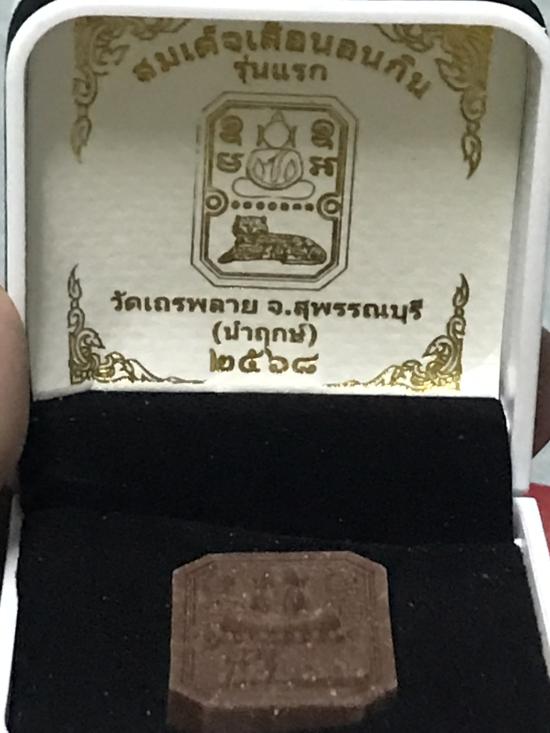 สมเด็จเสือนอนกิน
รุ่นแรก
วัดเถรพลาย จ.สุพรรณบุรี
(นำฤกษ์)
๒๕๖๘